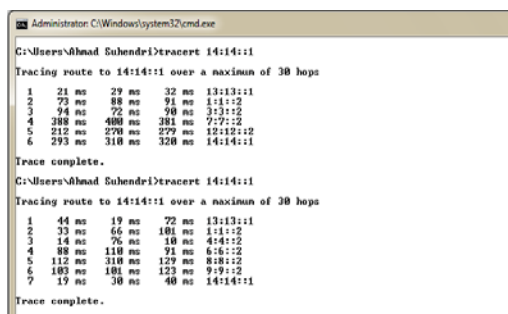 Administrator: C:\Windows\system32\cmd.exe
C:\Users\Ahmad Suhendri>tracert 14:14::1
Tracing route to 14:14::1 over a maximum of 30 hops
1 21 ms 29 ms 32 ms 13:13::1
2 73 ms 88 ms 91 ms 1:1::2
3 94 ms 72 ms 90 ms 3:3::2
4 388 ms 400 ms 381 ms 7:7::2
5 212 ms 270 ms 279 ms 12:12::2
6 293 ms 310 ms 320 ms 14:14::1
Trace complete.
C:\Users\Ahmad Suhendri>tracert 14:14::1
Tracing route to 14:14::1 over a maximum of 30 hops
1 44 ms 19 ms 72 ms 13:13::1
2 33 ms 66 ms 101 ms 1:1::2
3 14 ms 76 ms 10 ms 4:4::2
4 88 ms 110 ms 91 ms 6:6::2
5 112 ms 310 ms 129 ms 8:8::2
6 103 ms 101 ms 123 ms 9:9::2
7 19 ms 30 ms 40 ms 14:14::1
Trace complete.